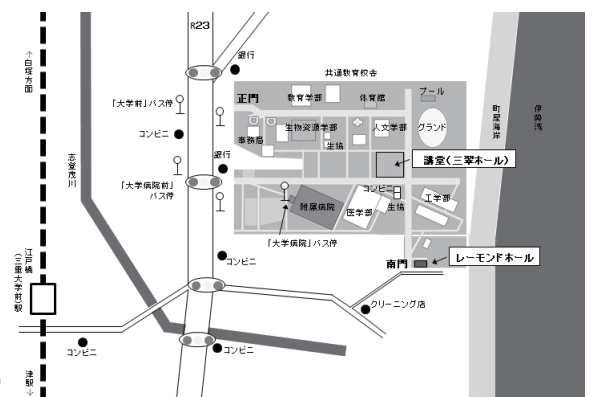 R23
↑白塚方面
銀行
共通教育校舎
正門
教育学部
体育館
プール
「大学前」バス停
コンビニ
事務局
生物資源学部
生協
人文学部
グランド
町屋海岸
伊勢湾
志登茂川
銀行
講堂(三翠ホール)
「大学病院前」
バス停
コンビニ
附属病院
医学部
生協
工学部
「大学病院」バス停
江戸橋
(三重大学前)駅
コンビニ
南門
レーモンドホール
クリーニング店
コンビニ
コンビニ
津駅↓